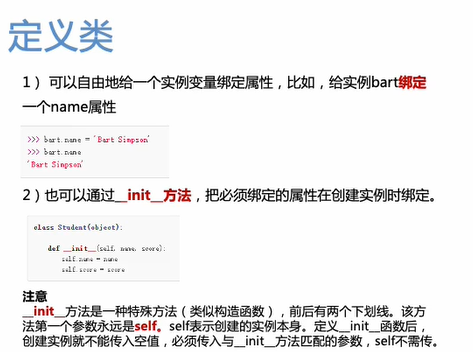 定义类
1） 可以自由地给一个实例变量绑定属性，比如，给实例bart绑定
一个name属性
>>> bart.name = 'Bart Simpson'
>>> bart.name
'Bart Simpson'
2）也可以通过__init__方法，把必须绑定的属性在创建实例时绑定。
class Student(object):
def __init__(self, name, score):
self.name = name
self.score = score
注意
__init__方法是一种特殊方法（类似构造函数），前后有两个下划线。该方
法第一个参数永远是self。self表示创建的实例本身。定义__init__函数后，
创建实例就不能传入空值，必须传入与__init__方法匹配的参数，self不需传。